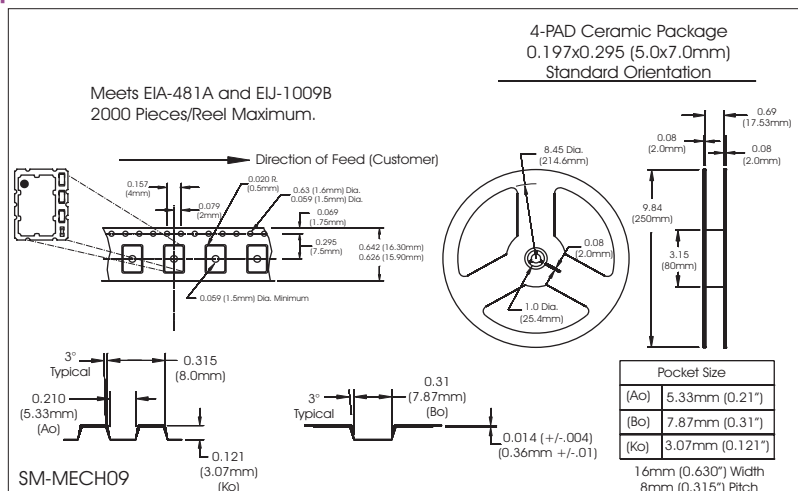 4-PAD Ceramic Package
0.197x0.295 (5.0x7.0mm)
Standard Orientation
Meets EIA-481A and EIJ-1009B
2000 Pieces/Reel Maximum.
Direction of Feed (Customer)
0.157
(4mm)
0.020 R.
(0.5mm)
0.079
(2mm)
0.63 (1.6mm) Dia.
0.059 (1.5mm) Dia.
0.069
(1.75mm)
0.295
(7.5mm)
0.642 (16.30mm)
0.626 (15.90mm)
0.059 (1.5mm) Dia. Minimum
8.45 Dia.
(214.6mm)
0.08
(2.0mm)
1.0 Dia.
(25.4mm)
0.69
(17.53mm)
0.08
(2.0mm)
0.08
(2.0mm)
9.84
(250mm)
3.15
(80mm)
3°
Typical
0.315
(8.0mm)
0.210
(5.33mm)
(Ao)
0.121
(3.07mm)
(Ko)
3°
Typical
0.31
(7.87mm)
(Bo)
0.014 (+/-.004)
(0.36mm +/-.01)
Pocket Size
(Ao) 5.33mm (0.21")
(Bo) 7.87mm (0.31")
(Ko) 3.07mm (0.121")
16mm (0.630") Width
8mm (0.315") Pitch
SM-MECH09